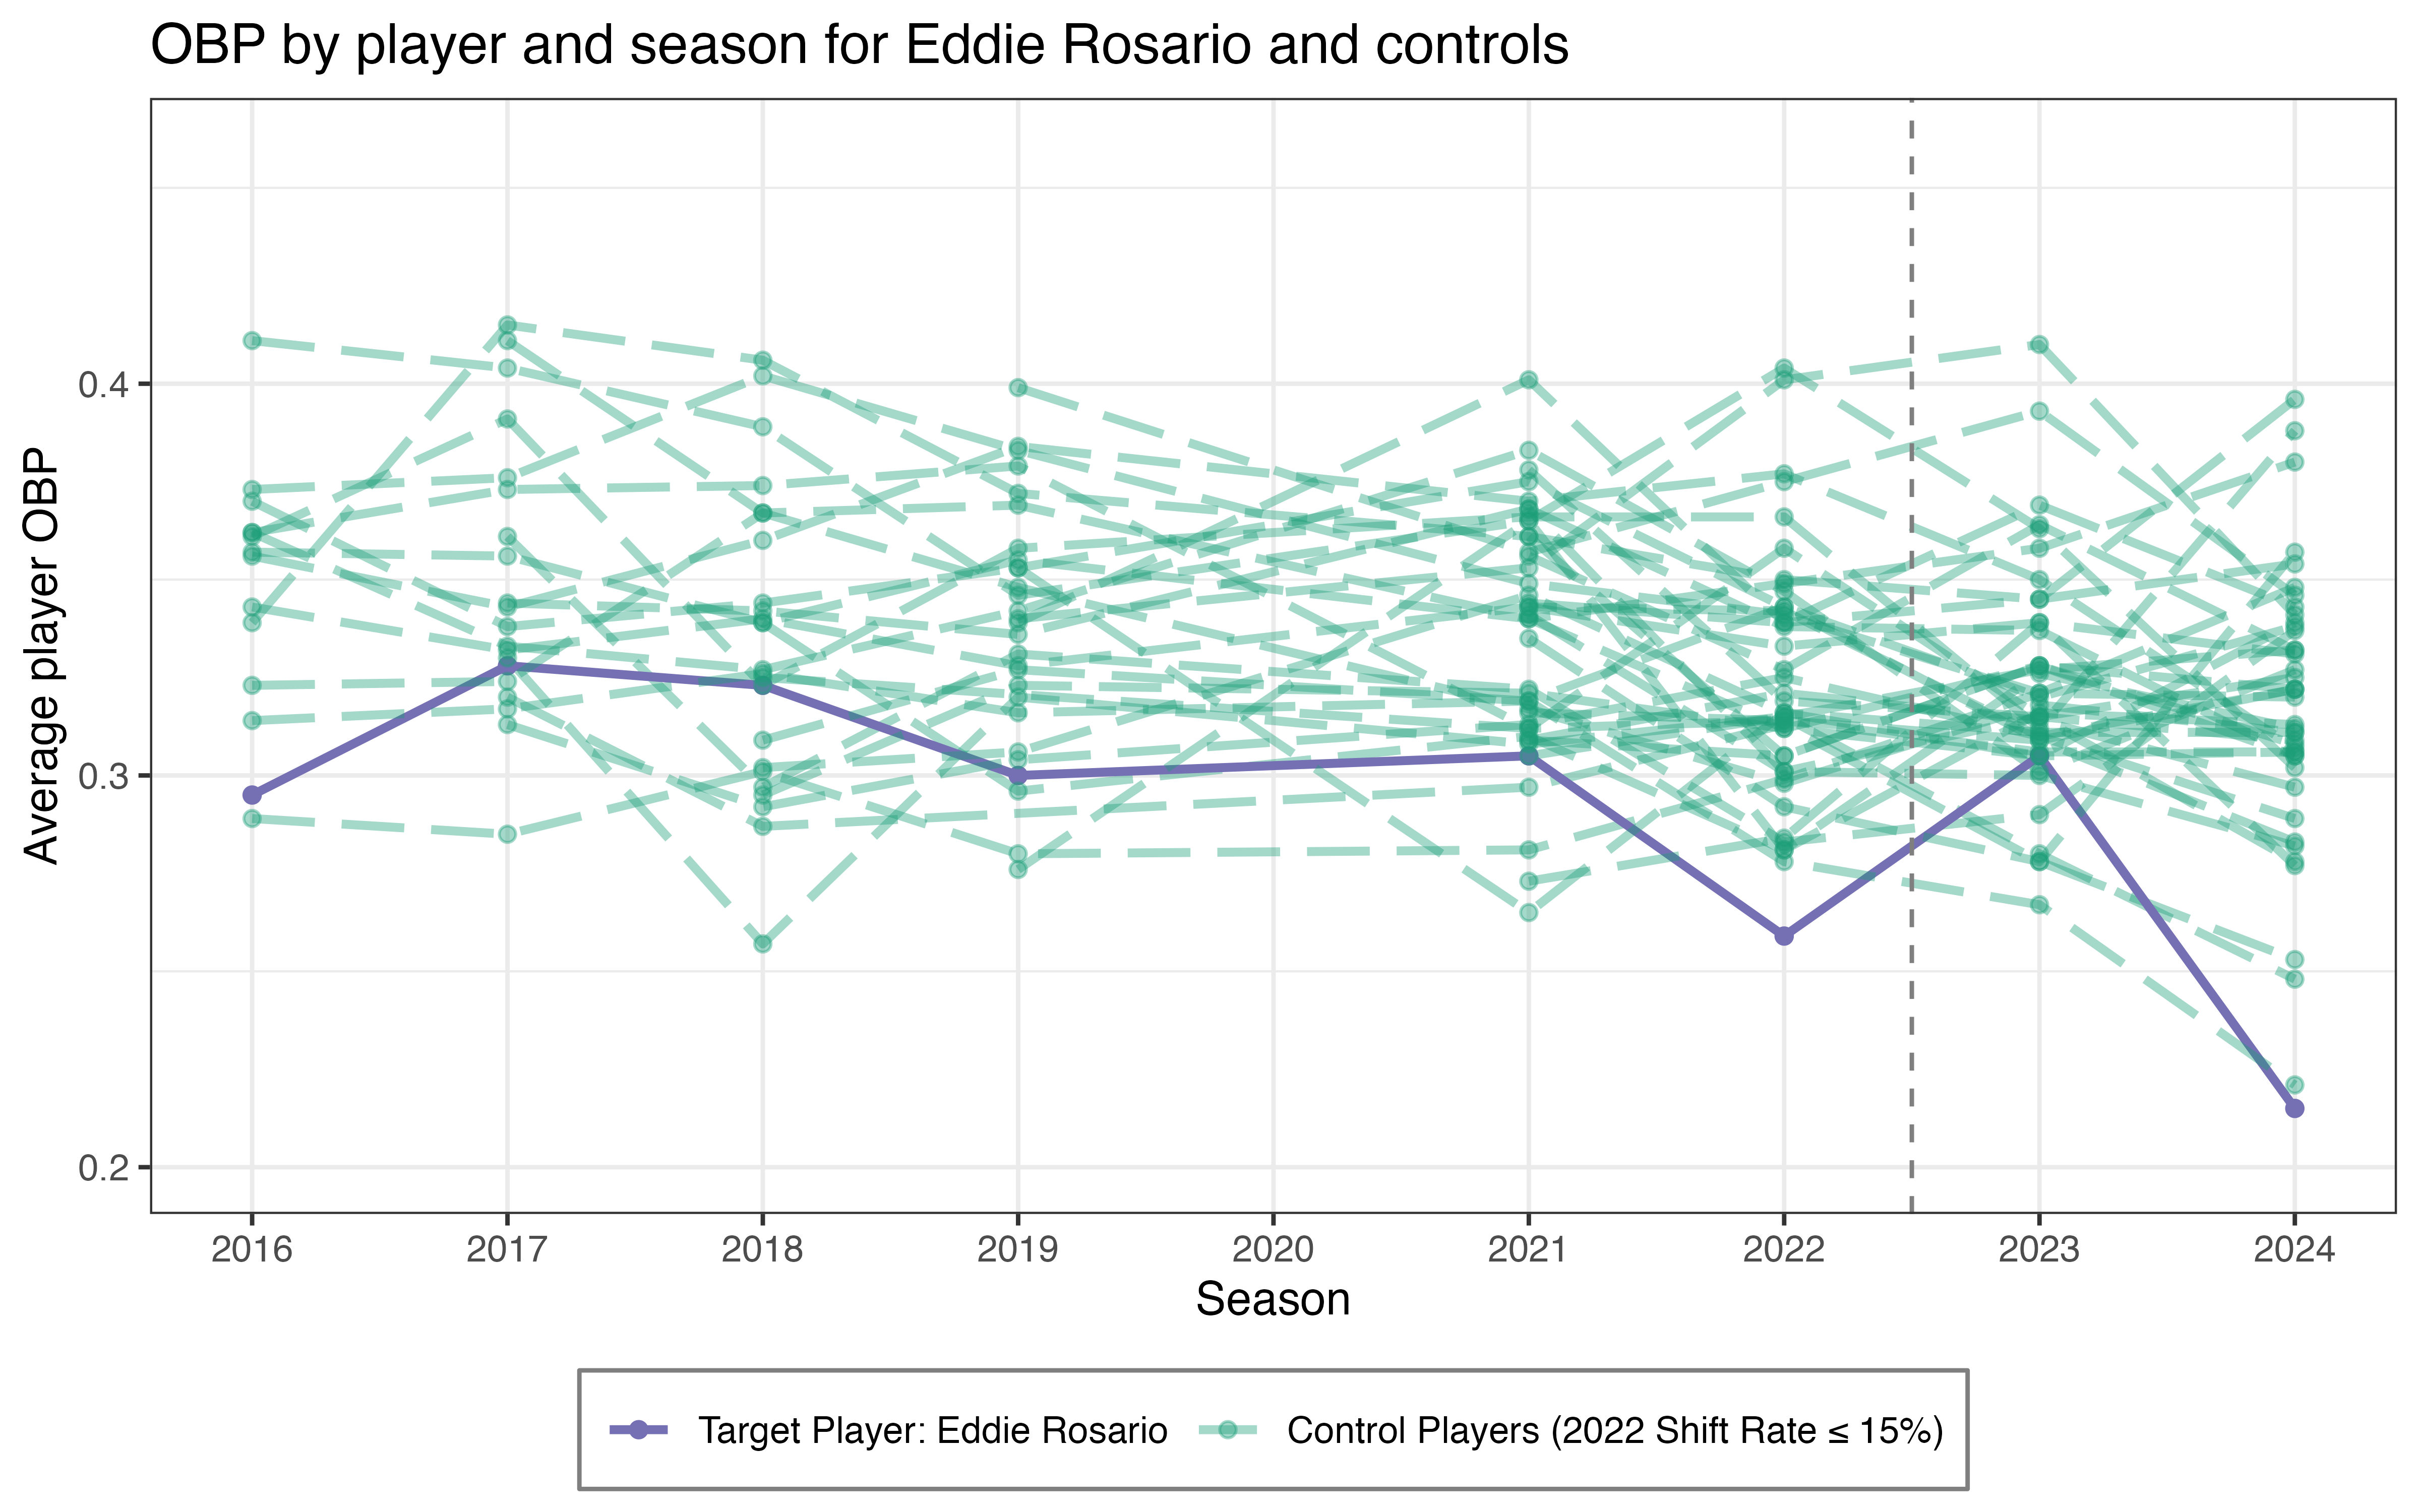 OBP by player and season for Eddie Rosario and controls
Average player OBP
0.4
0.3
0.2
2016 2017 2018 2019 2020 2021 2022 2023 2024
Season
Target Player: Eddie Rosario Control Players (2022 Shift Rate ≤ 15%)